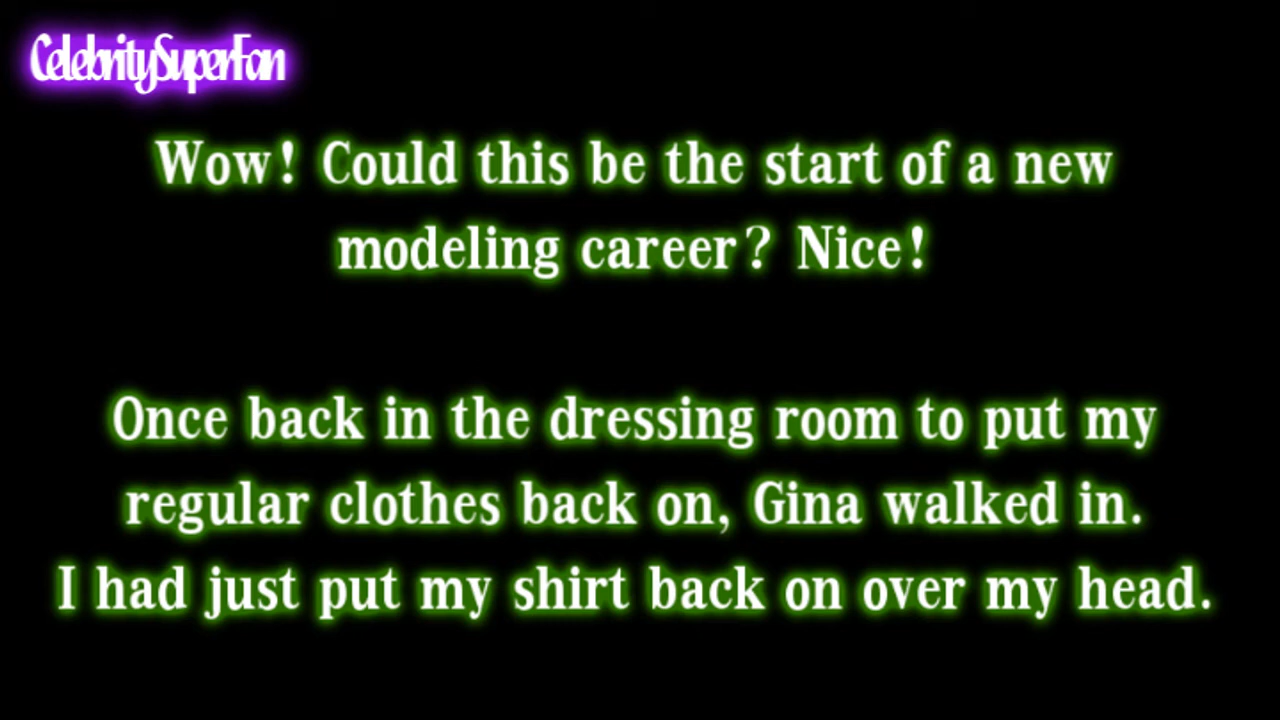 CelebritySuperFan
Wow! Could this be the start of a new
modeling career? Nice!
Once back in the dressing room to put my
regular clothes back on, Gina walked in.
I had just put my shirt back on over my head.